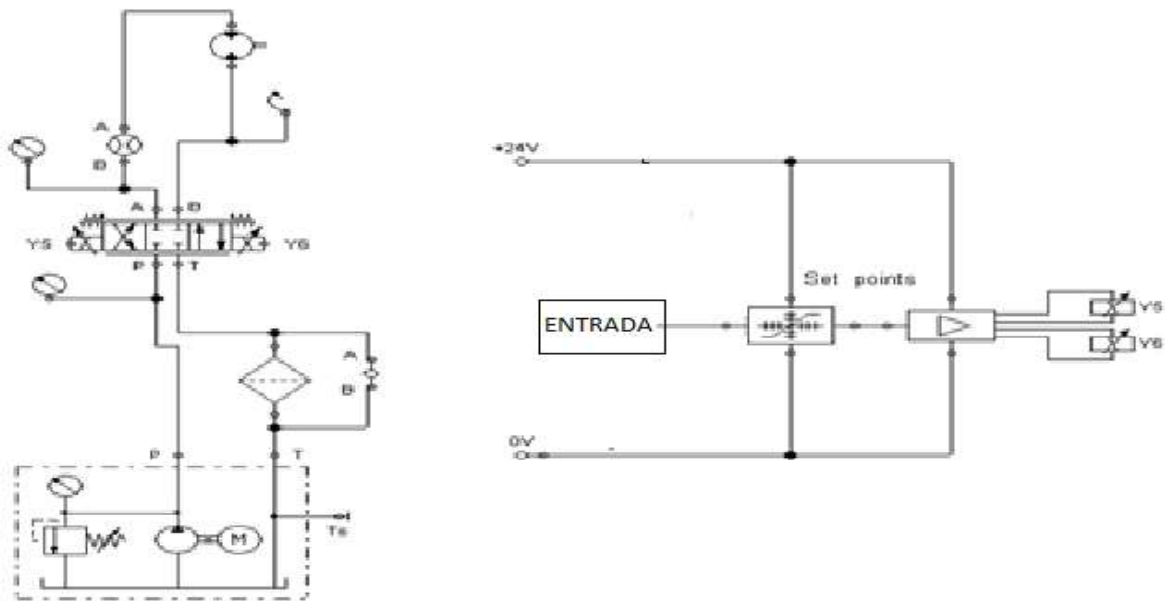 A
B
A B
Y5 Y6
P T
A
B
P T
M
Ts
+24V
Set points
ENTRADA
Y5
Y6
0V